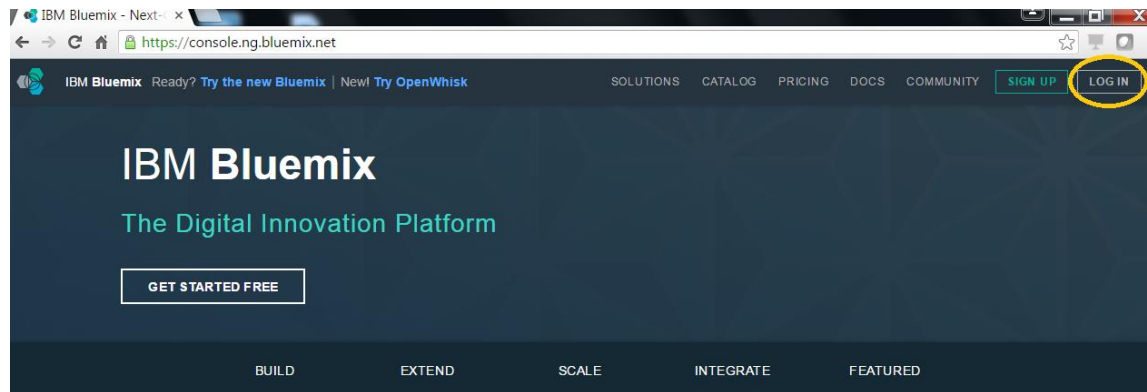 IBM Bluemix - Next-
https://console.ng.bluemix.net
IBM Bluemix Ready? Try the new Bluemix | New! Try OpenWhisk SOLUTIONS CATALOG PRICING DOCS COMMUNITY SIGN UP LOG IN
IBM Bluemix
The Digital Innovation Platform
GET STARTED FREE
BUILD EXTEND SCALE INTEGRATE FEATURED